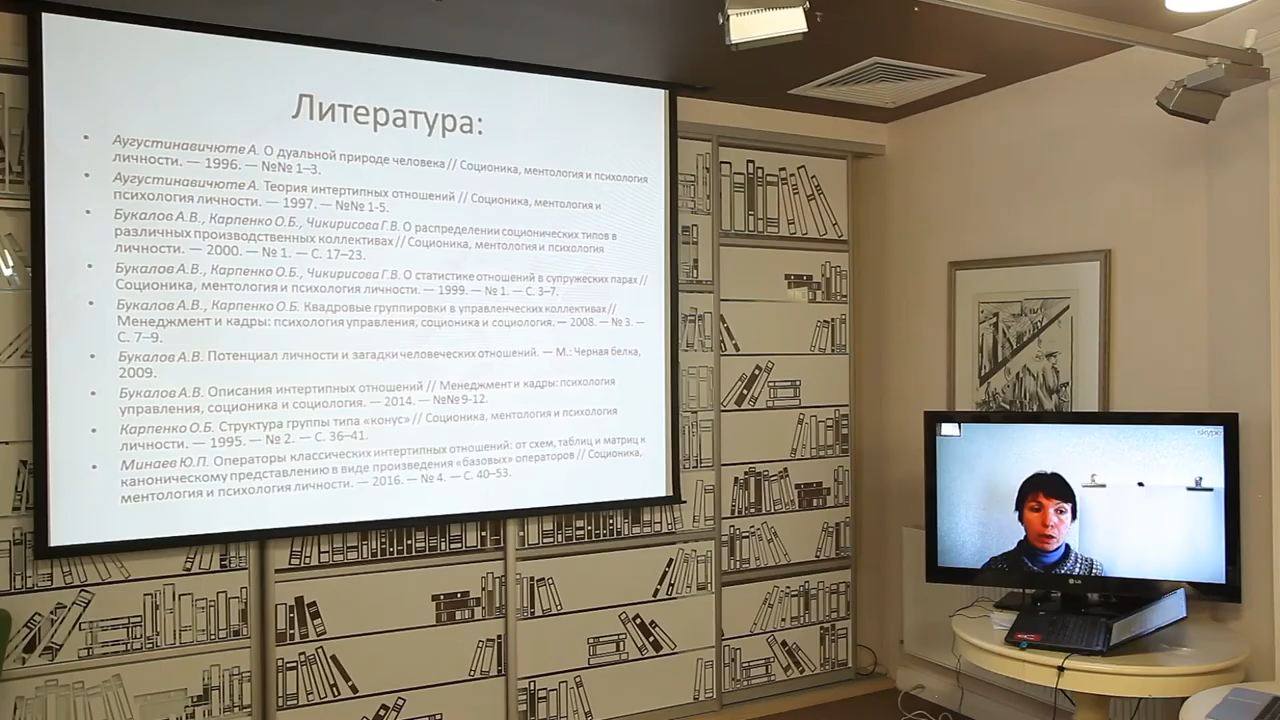 Литература:
• Аугустинавичюте А. О дуальной природе человека // Соционика, ментология и психология
личности. — 1996. — №№ 1–3.
• Аугустинавичюте А. Теория интертипных отношений // Соционика, ментология и
психология личности. — 1997. — №№ 1-5.
• Букалов А.В., Карпенко О.Б., Чикирисова Г.В. О распределении соционических типов в
различных производственных коллективах // Соционика, ментология и психология
личности. — 2000. — № 1. — С. 17–23.
• Букалов А.В., Карпенко О.Б., Чикирисова Г.В. О статистике отношений в супружеских парах //
Соционика, ментология и психология личности. — 1999. — № 1. — С. 3–7.
• Букалов А.В., Карпенко О.Б. Квадровые группировки в управленческих коллективах //
Менеджмент и кадры: психология управления, соционика и социология. — 2008. — № 3. —
С. 7–9.
• Букалов А.В. Потенциал личности и загадки человеческих отношений. — М.: Черная белка,
2009.
• Букалов А.В. Описания интертипных отношений // Менеджмент и кадры: психология
управления, соционика и социология. — 2014. — №№ 9-12.
• Карпенко О.Б. Структура группы типа «конус» // Соционика, ментология и психология
личности. — 1995. — № 2. — С. 36–41.
• Минаев Ю.П. Операторы классических интертипных отношений: от схем, таблиц и матриц к
каноническому представлению в виде произведения «базовых» операторов // Соционика,
ментология и психология личности. — 2016. — № 4. — С. 40–53.
skype
LG